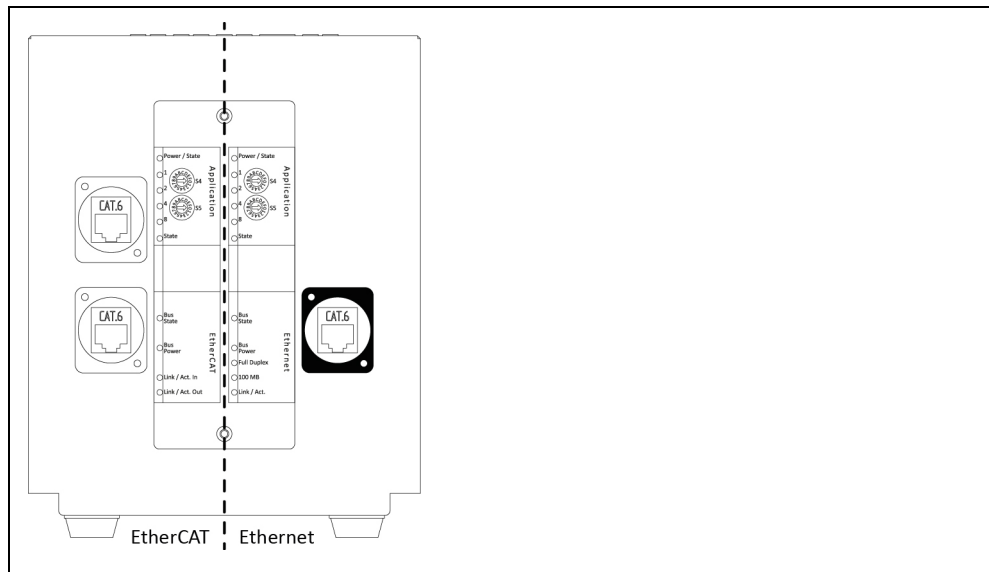 Power / State
1
S4
2
4
S5
8
State
Application
Bus
State
Bus
Power
Link / Act. In
Link / Act. Out
EtherCAT
Power / State
1
S4
2
4
S5
8
State
Application
Bus
State
Bus
Power
Full Duplex
100 MB
Link / Act.
Ethernet
CAT.6
CAT.6
CAT.6
EtherCAT
Ethernet